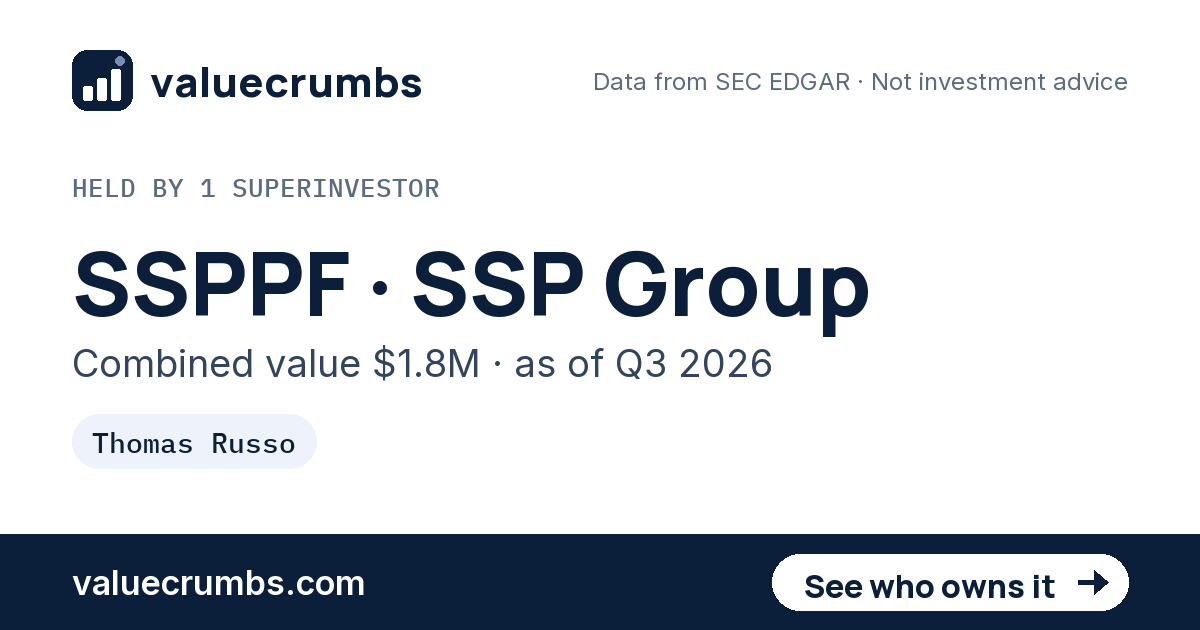 valuecrumbs
Data from SEC EDGAR · Not investment advice
HELD BY 1 SUPERINVESTOR
SSPPF · SSP Group
Combined value $1.8M · as of Q3 2026
Thomas Russo
valuecrumbs.com
See who owns it →